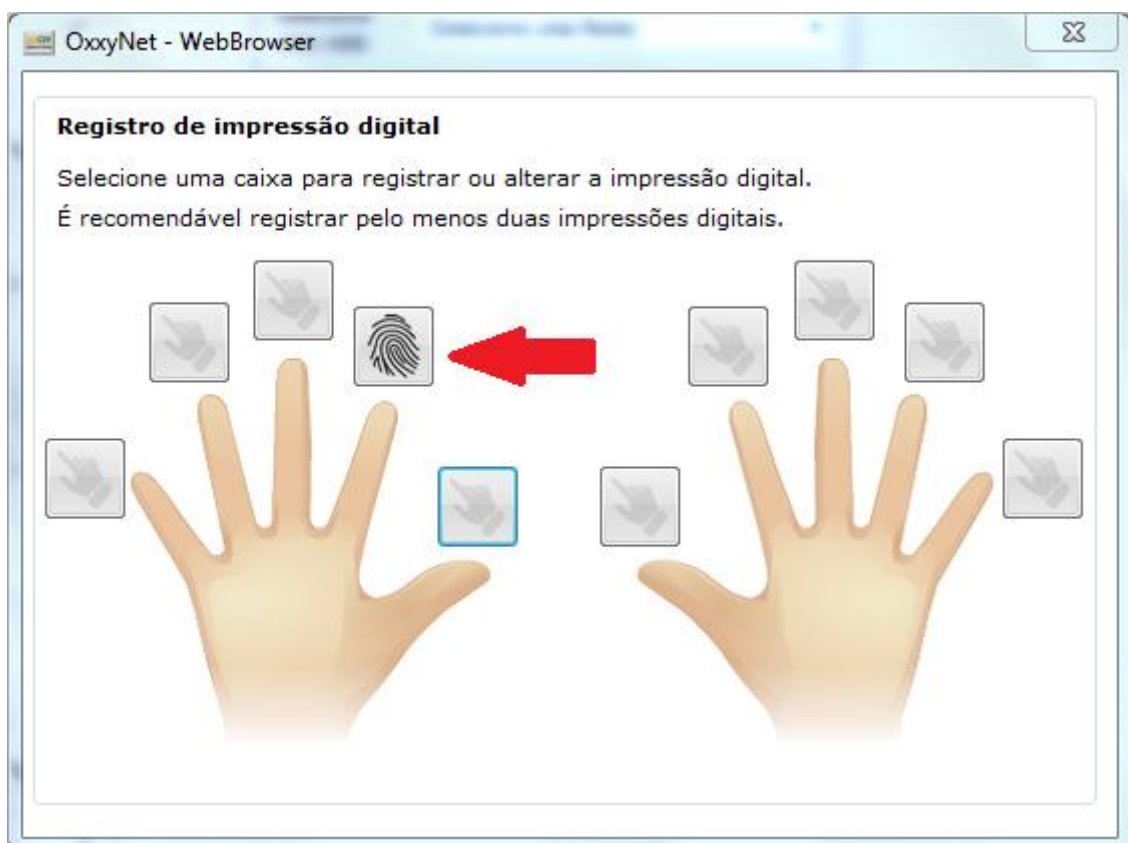 OxxyNet - WebBrowser
Registro de impressão digital
Selecione uma caixa para registrar ou alterar a impressão digital.
É recomendável registrar pelo menos duas impressões digitais.